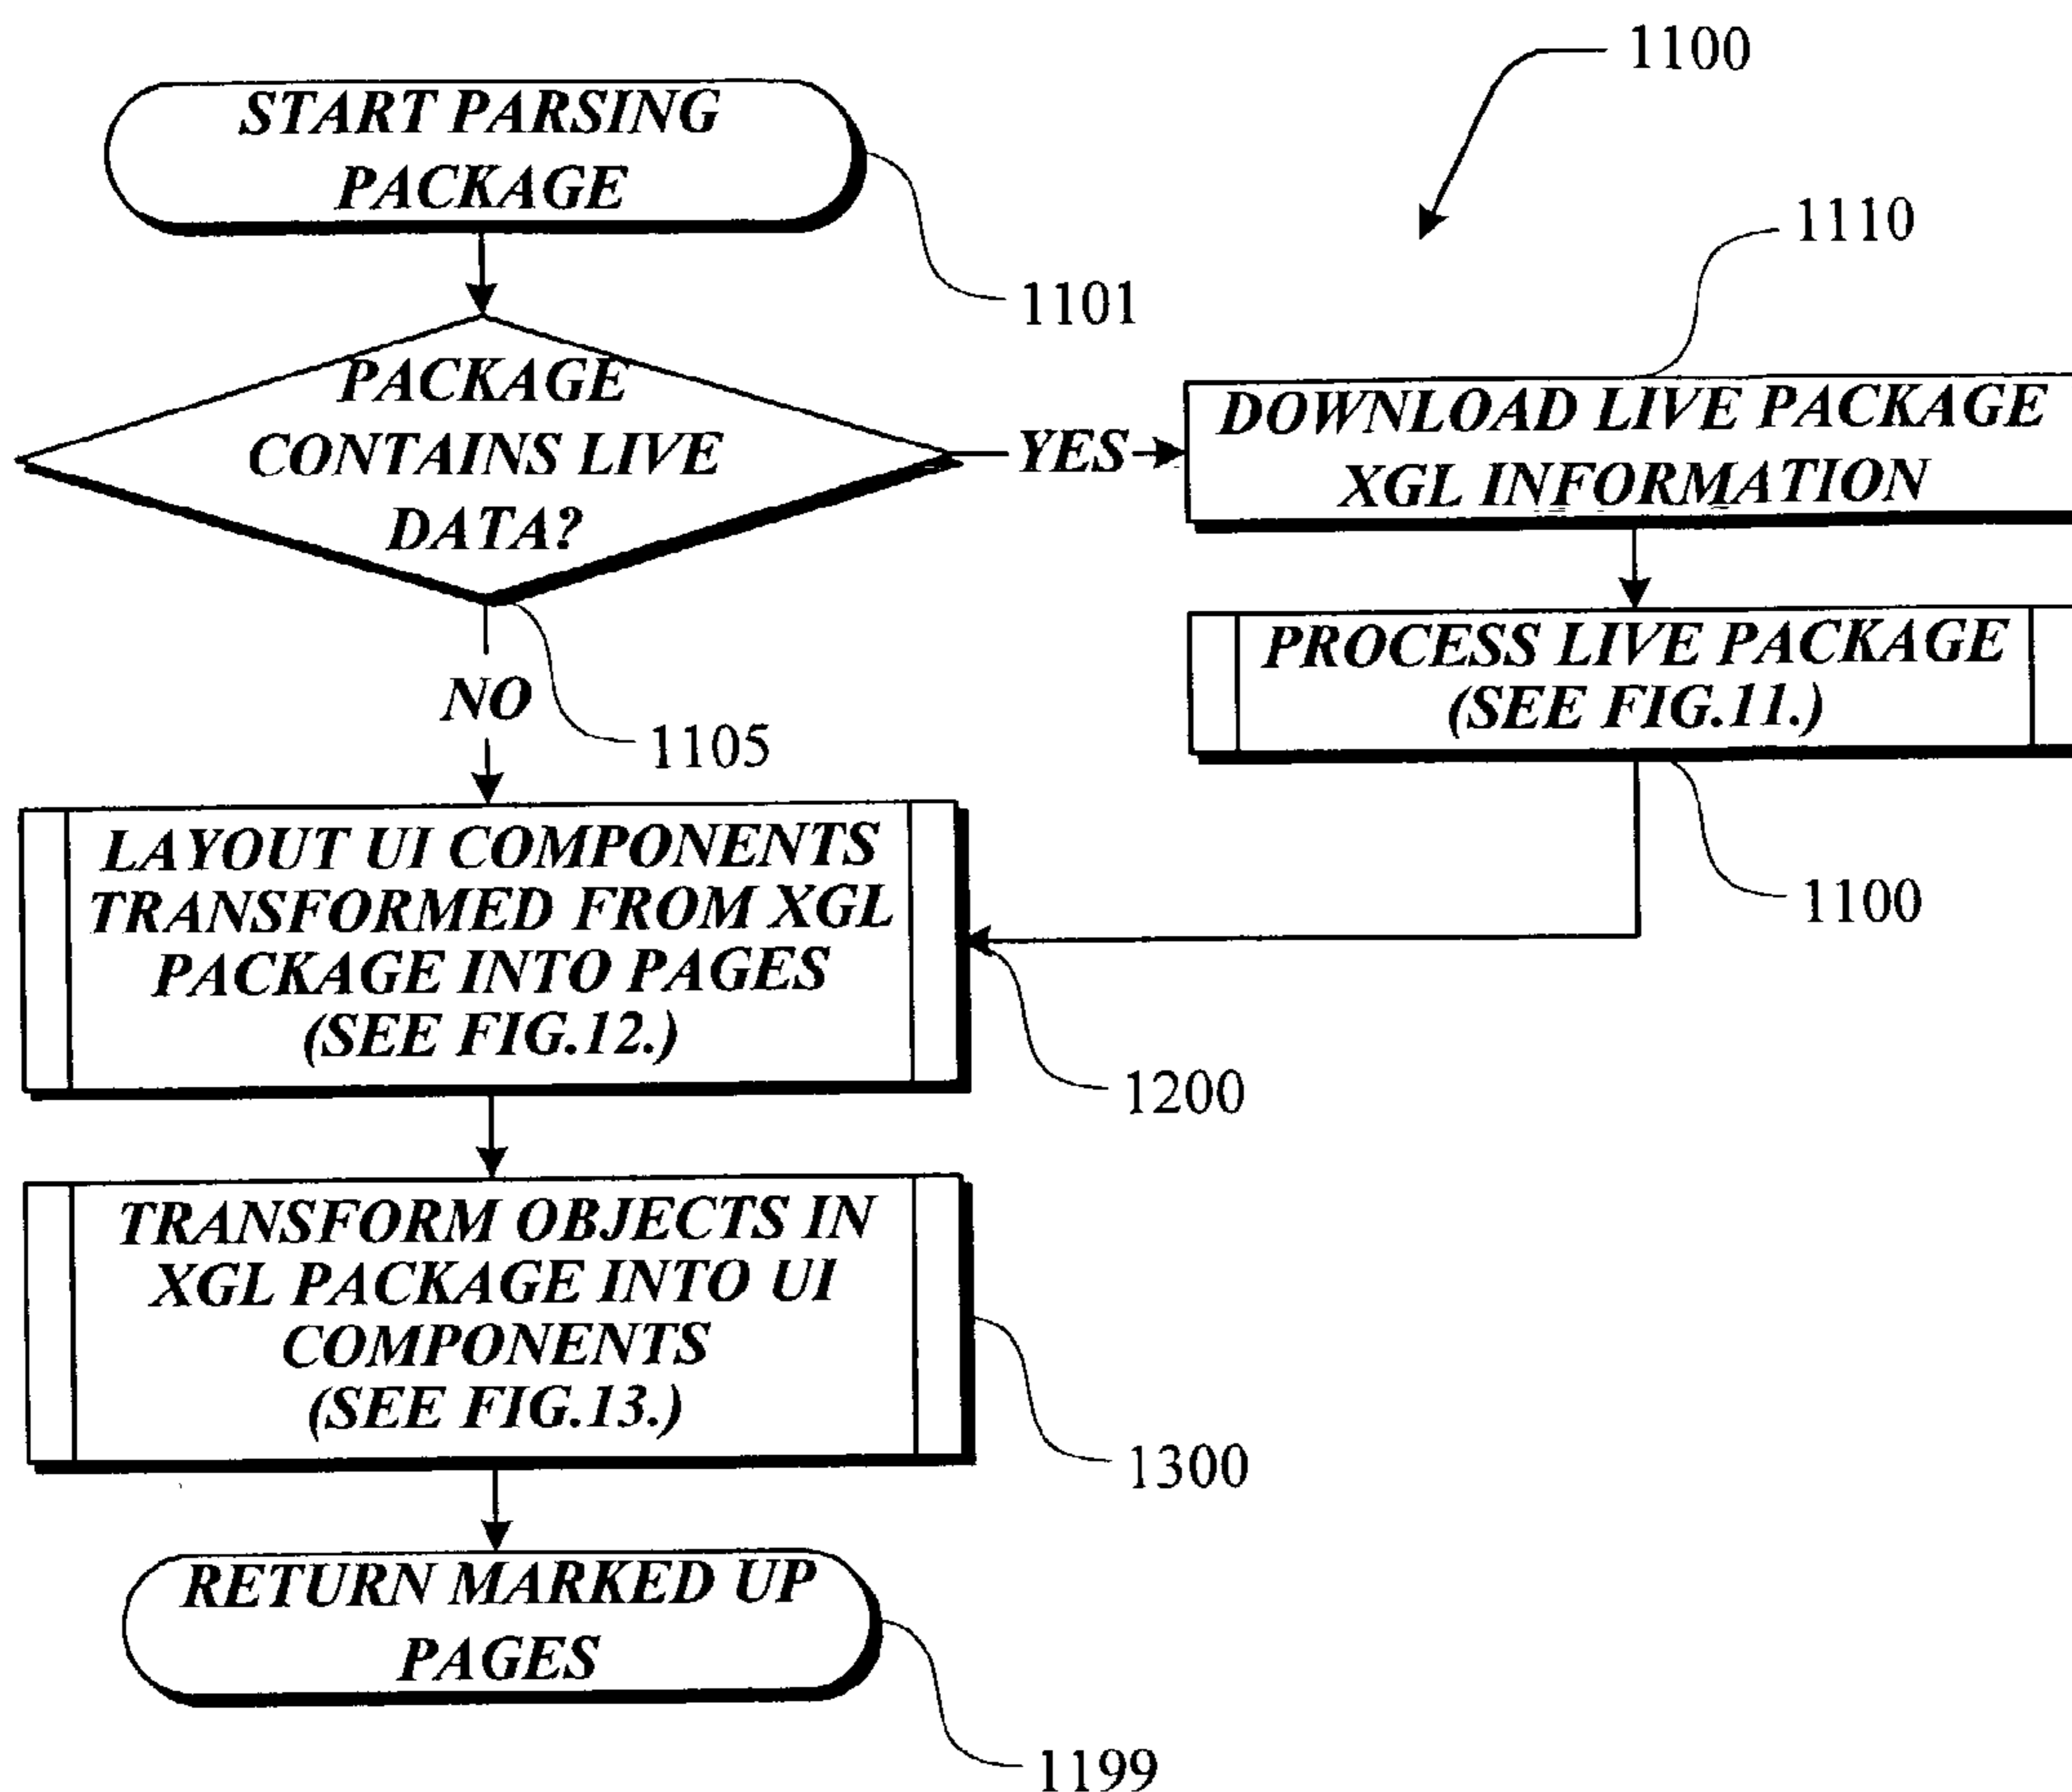 1100
START PARSING
PACKAGE
1101
PACKAGE
CONTAINS LIVE
DATA?
YES
1105
NO
1110
DOWNLOAD LIVE PACKAGE
XGL INFORMATION
PROCESS LIVE PACKAGE
(SEE FIG.11.)
1100
LAYOUT UI COMPONENTS
TRANSFORMED FROM XGL
PACKAGE INTO PAGES
(SEE FIG.12.)
1200
TRANSFORM OBJECTS IN
XGL PACKAGE INTO UI
COMPONENTS
(SEE FIG.13.)
1300
RETURN MARKED UP
PAGES
1199